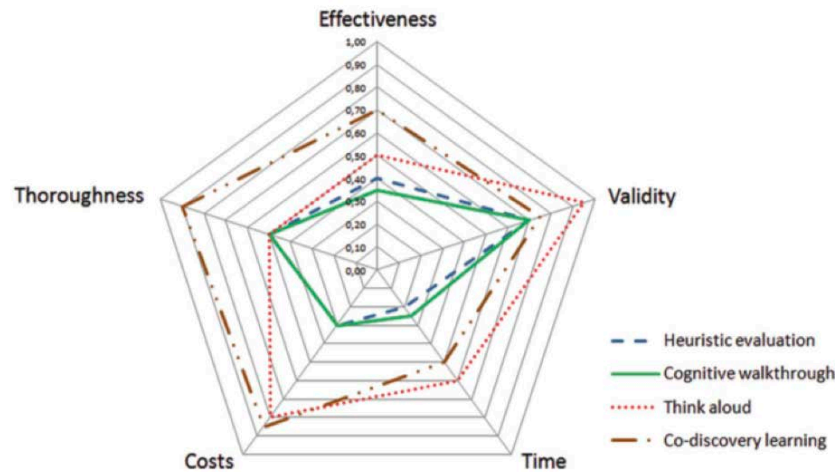 Effectiveness
1,00
0,90
0,80
0,70
0,60
0,50
0,40
0,30
0,20
0,10
0,00
Thoroughness
Validity
Costs
Time
Heuristic evaluation
Cognitive walkthrough
Think aloud
Co-discovery learning